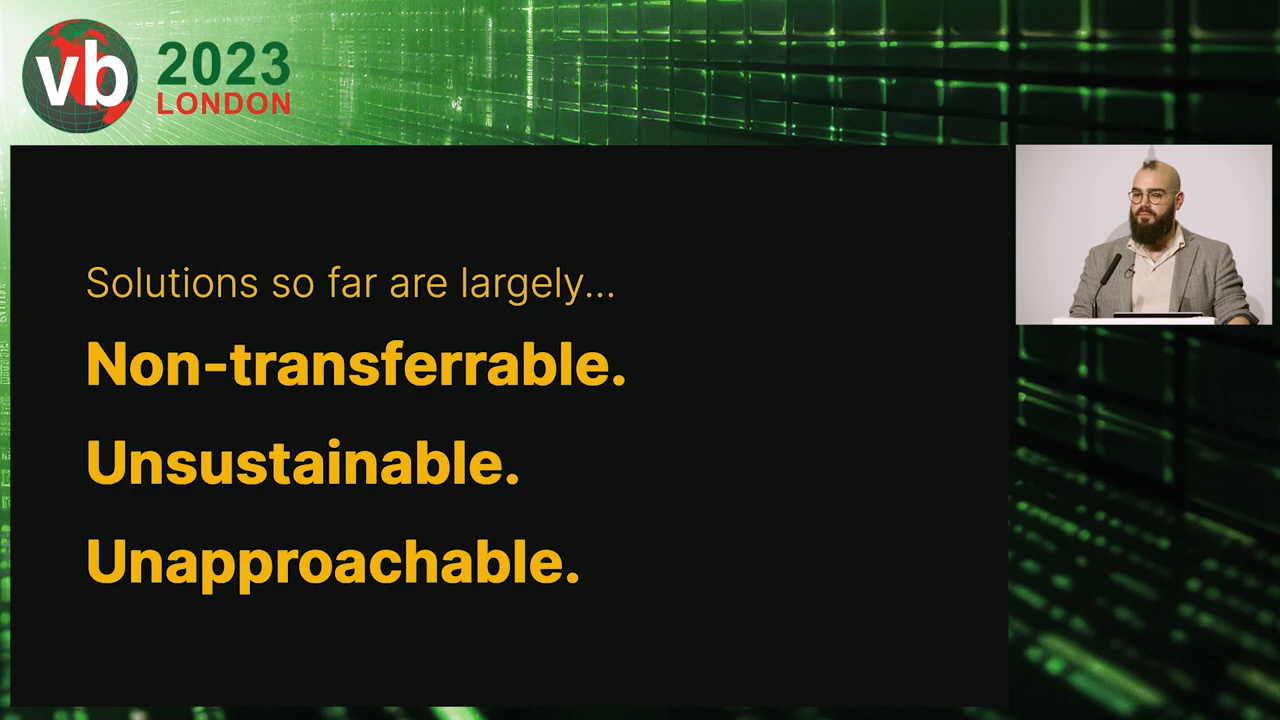 vb
2023
LONDON
Solutions so far are largely...
Non-transferrable.
Unsustainable.
Unapproachable.